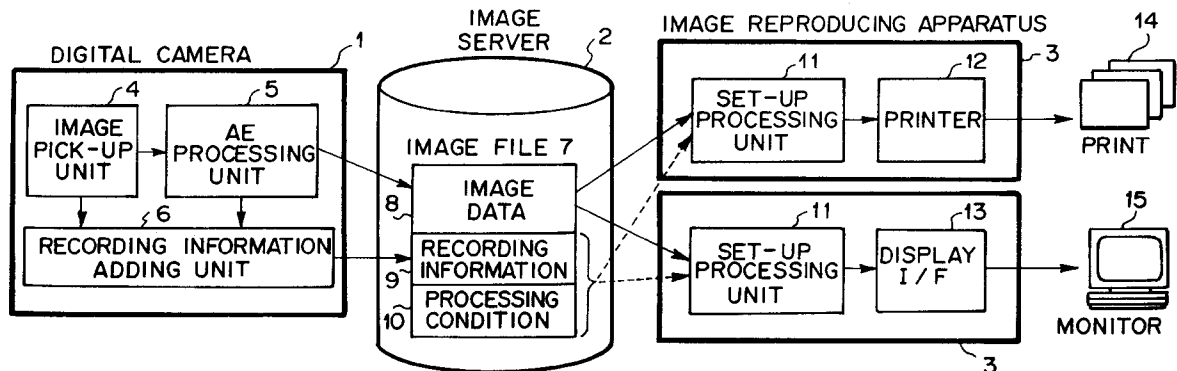 DIGITAL CAMERA
1
4
IMAGE
PICK-UP
UNIT
5
AE
PROCESSING
UNIT
6
RECORDING INFORMATION
ADDING UNIT
IMAGE
SERVER
2
IMAGE FILE 7
IMAGE
DATA
8
RECORDING
INFORMATION
9
PROCESSING
CONDITION
10
IMAGE REPRODUCING APPARATUS
3
11
SET-UP
PROCESSING
UNIT
12
PRINTER
14
PRINT
11
SET-UP
PROCESSING
UNIT
13
DISPLAY
I/F
15
MONITOR
3